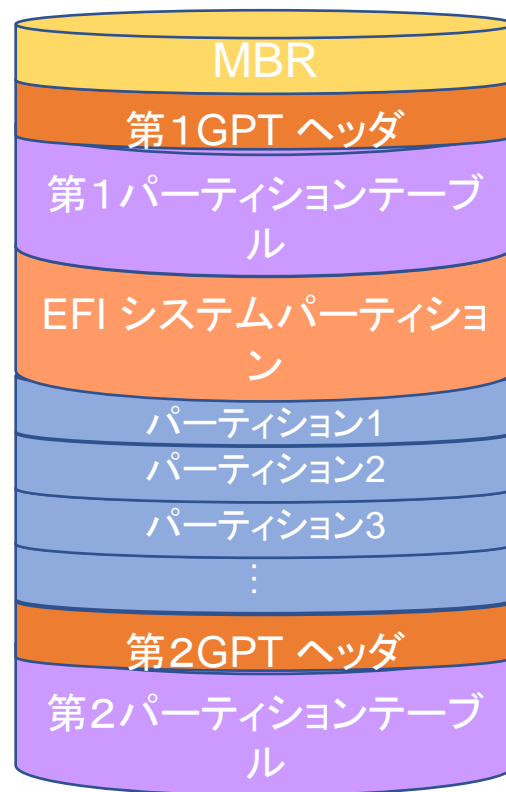 MBR
第１GPT ヘッダ
第１パーティションテーブ
ル
EFI システムパーティショ
ン
パーティション1
パーティション2
パーティション3
⋮
第２GPT ヘッダ
第２パーティションテーブ
ル